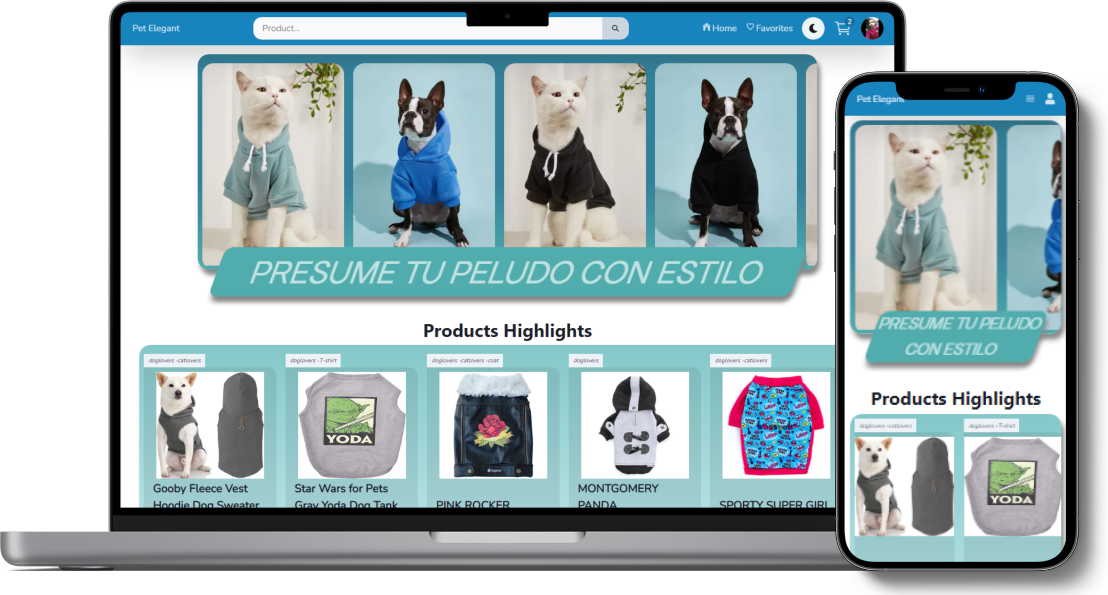 Pet Elegant
Product...
Home
Favorites
2
PRESUME TU PELUDO CON ESTILO
Products Highlights
doglovers -catlovers
doglovers -T-shirt
doglovers -catlovers -coat
doglovers
doglovers -catlovers
YODA
Gooby Fleece Vest
Hoodie Dog Sweater
Star Wars for Pets
Gray Yoda Dog Tank
PINK ROCKER
MONTGOMERY
PANDA
SPORTY SUPER GIRL
Pet Elegant
PRESUME TU PELUDO
CON ESTILO
Products Highlights
doglovers -catlovers
doglovers -T-shirt
YODA